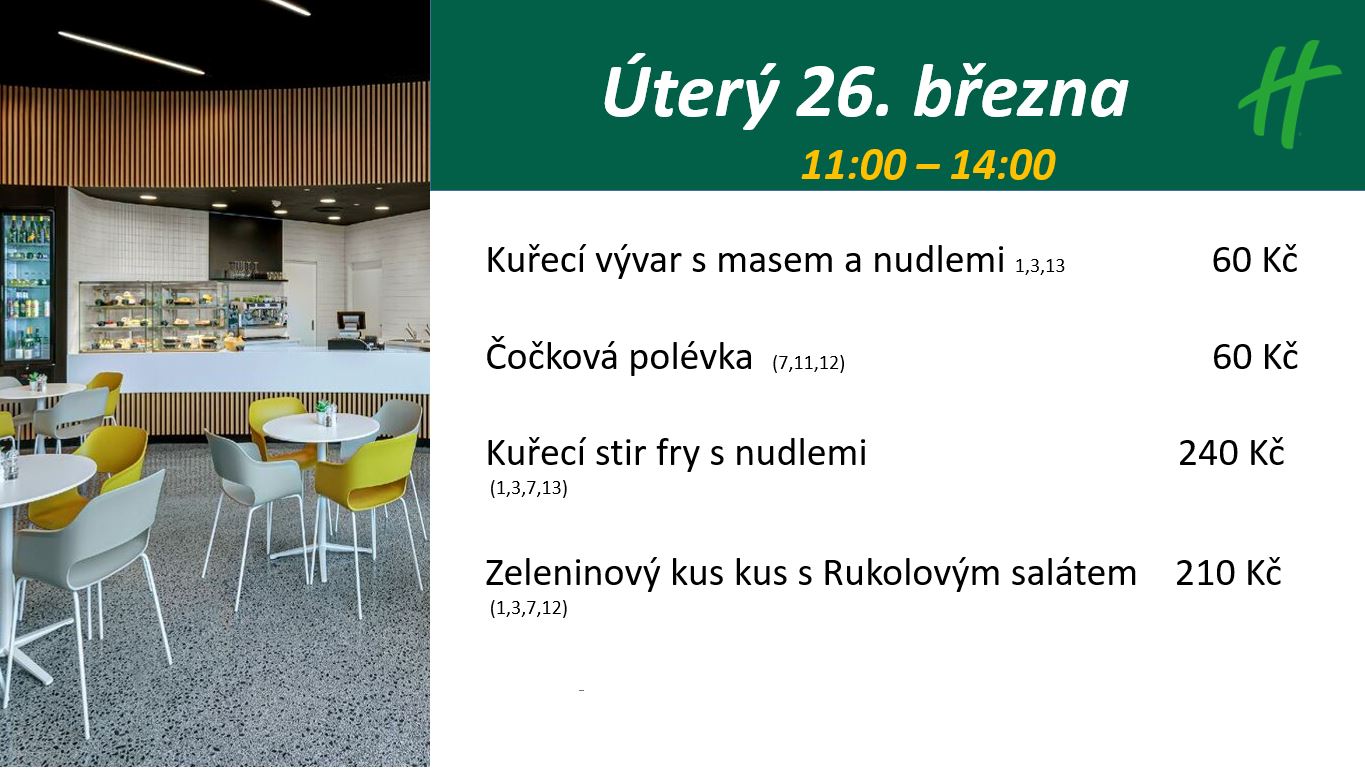 Úterý 26. března
11:00 – 14:00
Kuřecí vývar s masem a nudlemi 1,3,13 60 Kč
Čočková polévka (7,11,12) 60 Kč
Kuřecí stir fry s nudlemi 240 Kč
(1,3,7,13)
Zeleninový kus kus s Rukolovým salátem 210 Kč
(1,3,7,12)